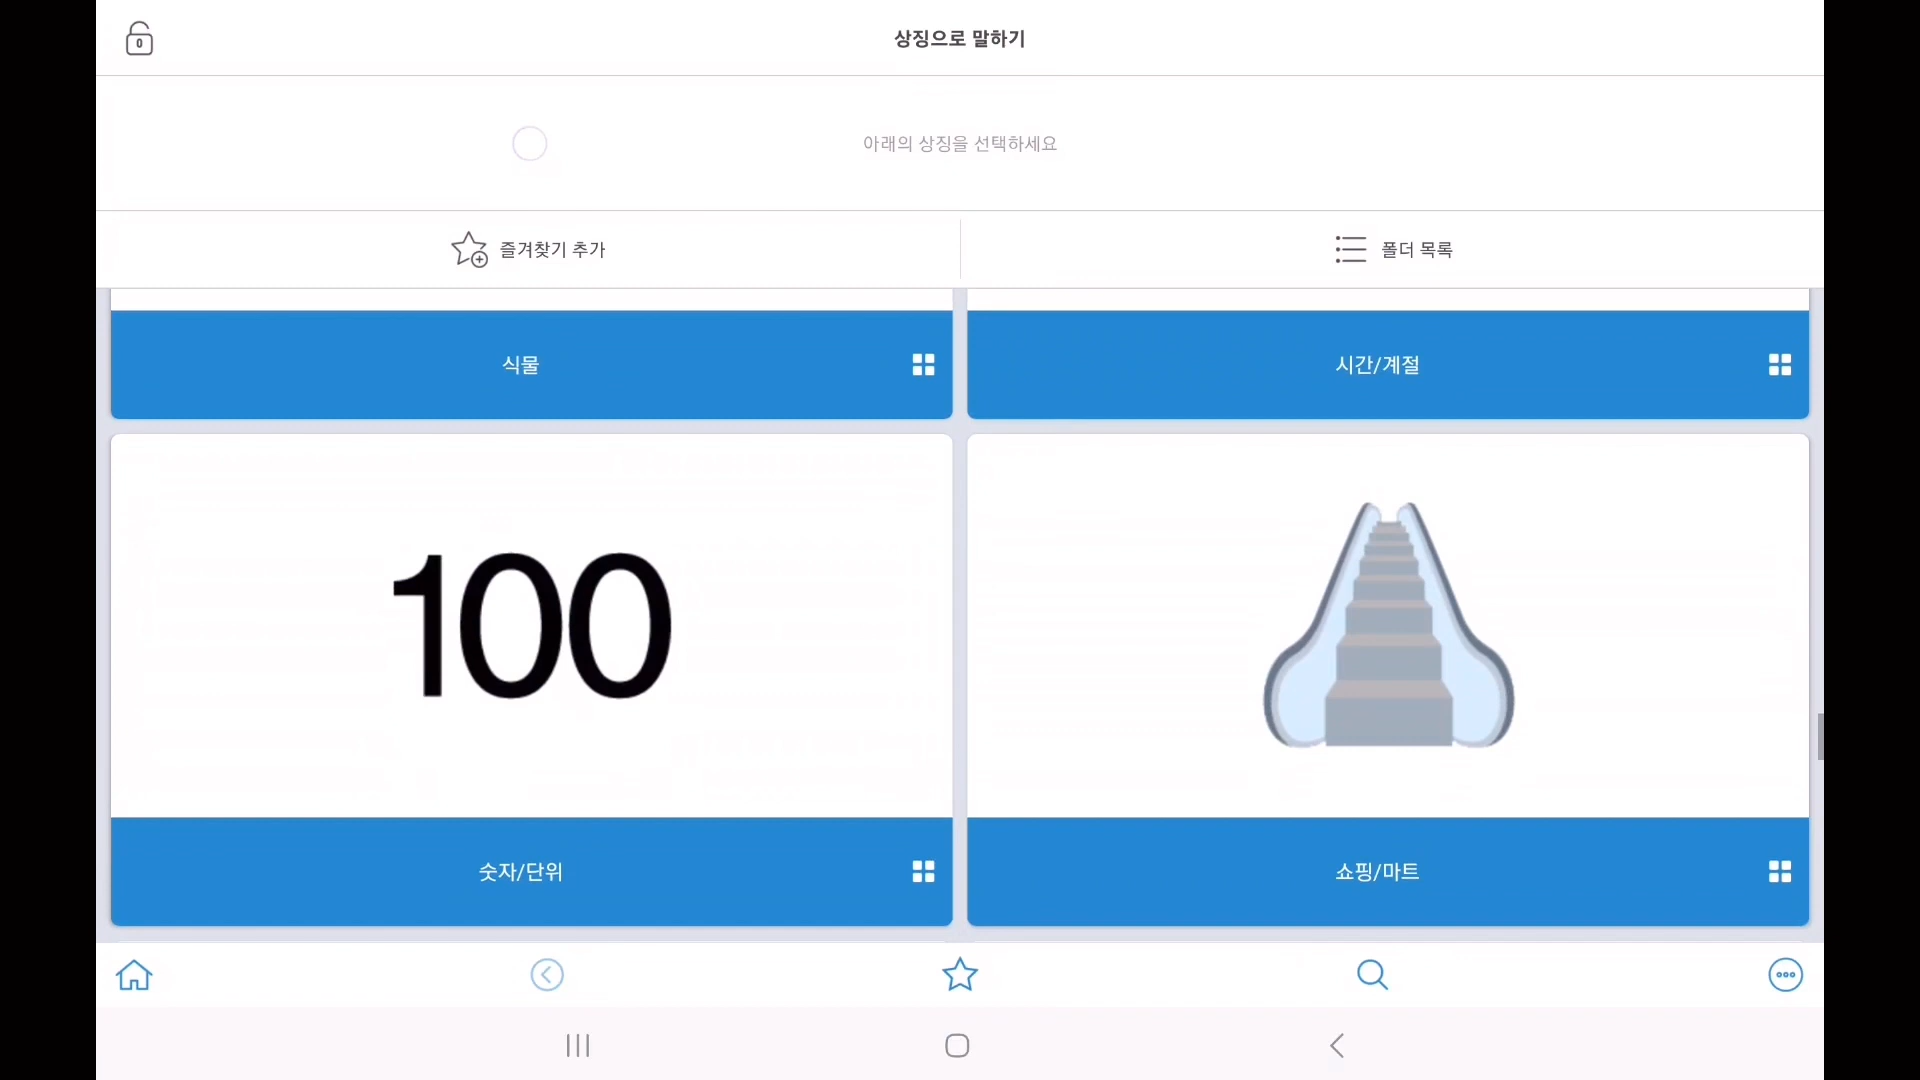 상징으로 말하기
아래의 상징을 선택하세요
즐겨찾기 추가
폴더 목록
식물
시간/계절
100
숫자/단위
쇼핑/마트